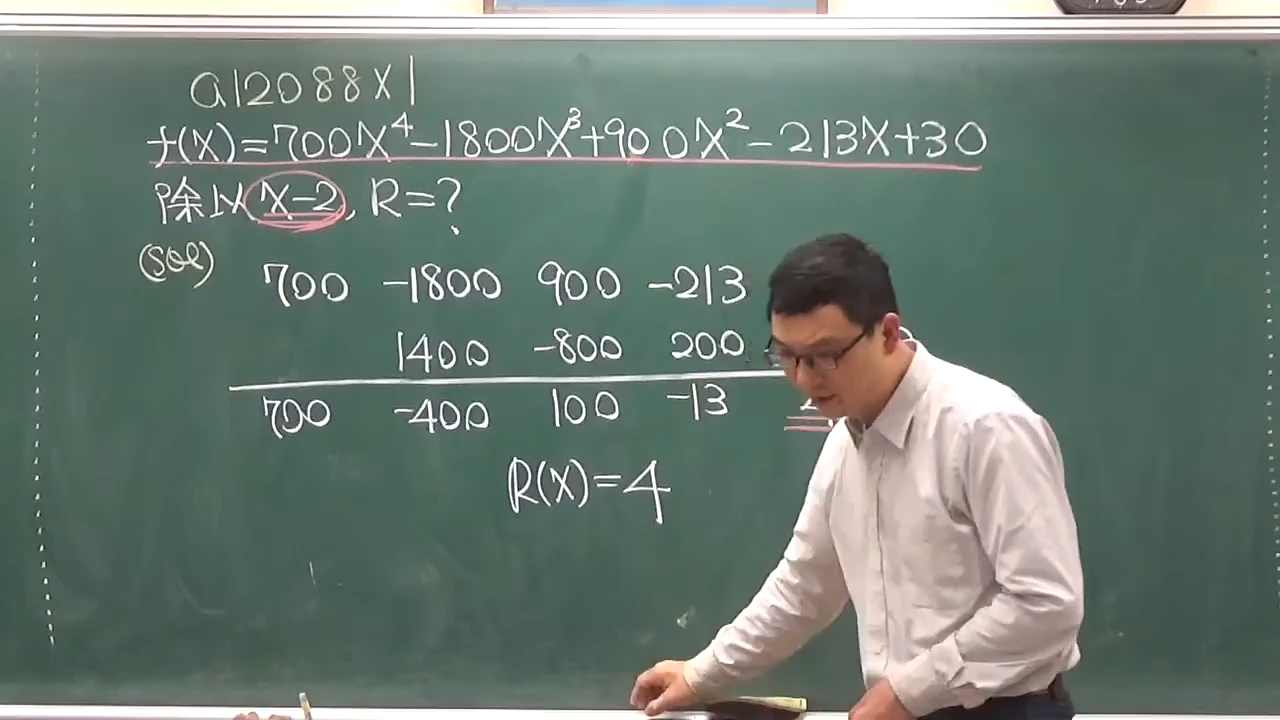 a12088X1
f(X)=700X⁴-1800X³+900X²-213X+30
除以X-2, R=?
(sol)
700 -1800 900 -213
1400 -800 200
700 -400 100 -13
R(X)=4